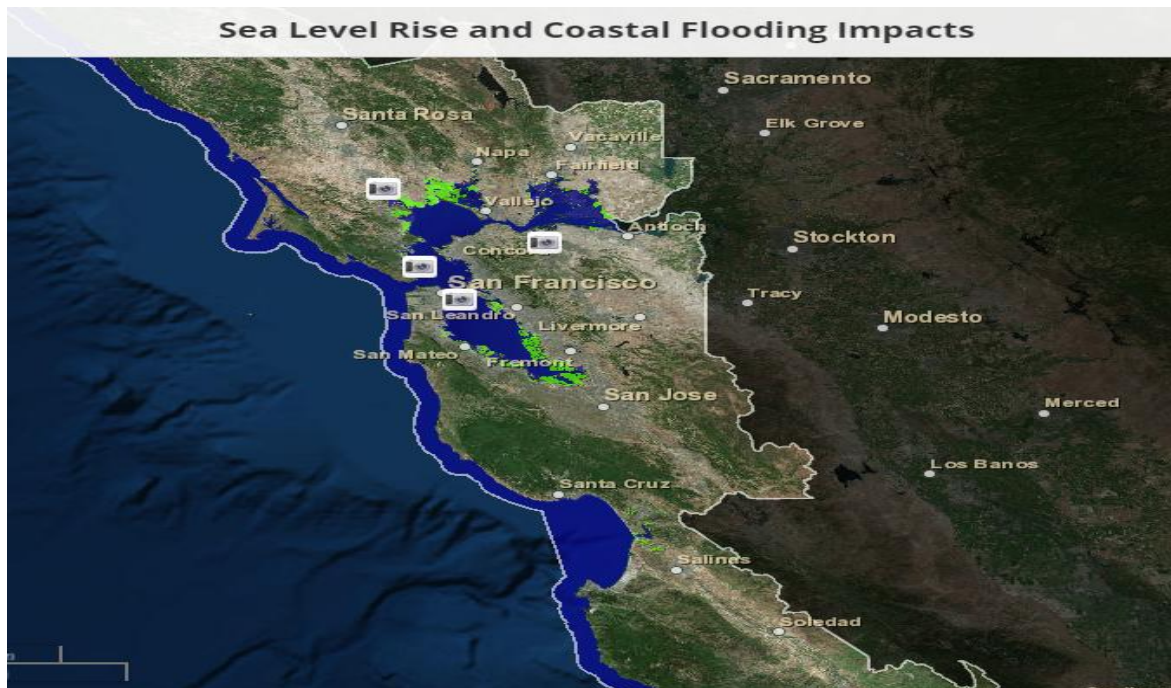 Sea Level Rise and Coastal Flooding Impacts
Sacramento
Santa Rosa
Elk Grove
Vacaville
Napa
Fairfield
Vallejo
Antioch
Stockton
San Francisco
Tracy
San Leandro
Livermore
Modesto
San Mateo
Fremont
San Jose
Merced
Los Banos
Santa Cruz
Salinas
Soledad